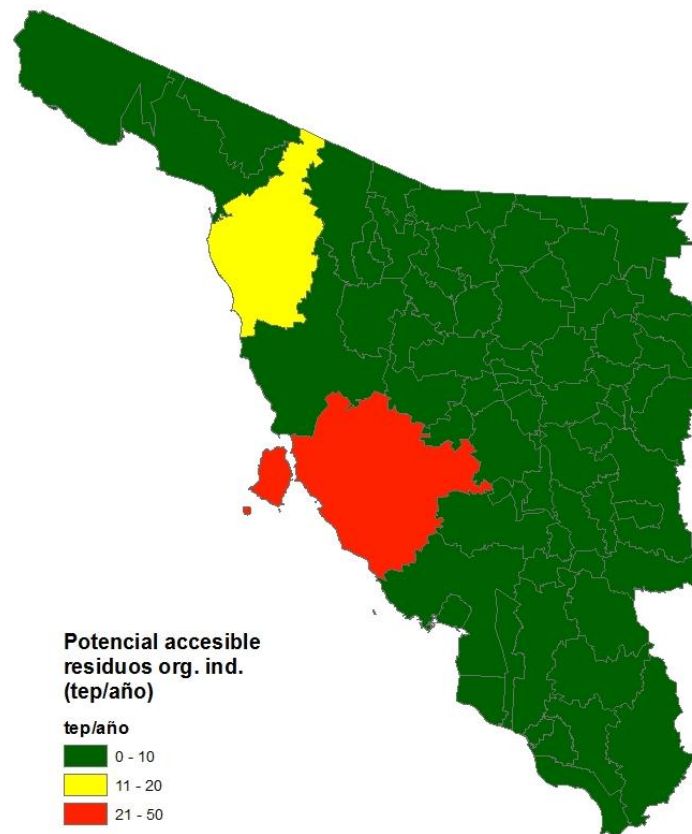 Potencial accesible
residuos org. ind.
(tep/año)
tep/año
0 - 10
11 - 20
21 - 50